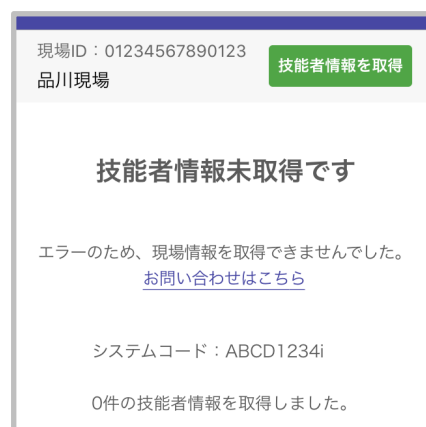 現場ID：01234567890123
品川現場
技能者情報を取得
技能者情報未取得です
エラーのため、現場情報を取得できませんでした。
お問い合わせはこちら
システムコード：ABCD1234i
0件の技能者情報を取得しました。